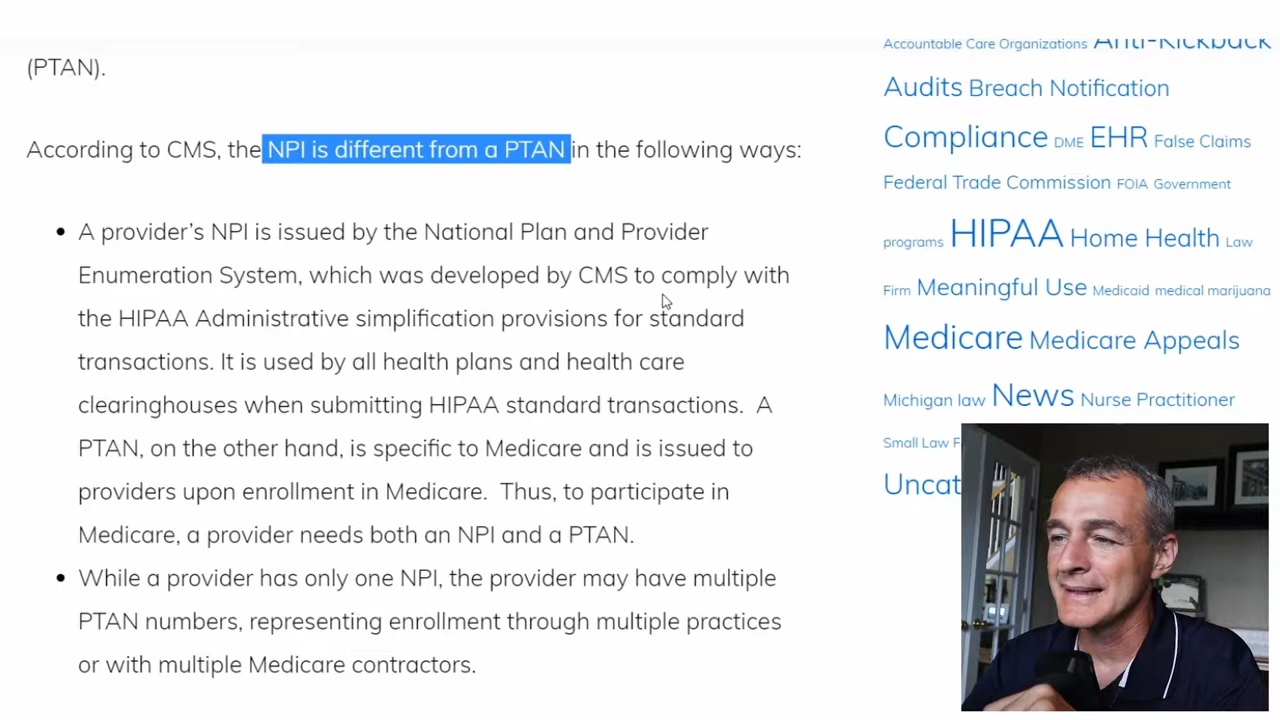 (PTAN).
According to CMS, the NPI is different from a PTAN in the following ways:
• A provider’s NPI is issued by the National Plan and Provider
Enumeration System, which was developed by CMS to comply with
the HIPAA Administrative simplification provisions for standard
transactions. It is used by all health plans and health care
clearinghouses when submitting HIPAA standard transactions.  A
PTAN, on the other hand, is specific to Medicare and is issued to
providers upon enrollment in Medicare.  Thus, to participate in
Medicare, a provider needs both an NPI and a PTAN.
• While a provider has only one NPI, the provider may have multiple
PTAN numbers, representing enrollment through multiple practices
or with multiple Medicare contractors.
Accountable Care Organizations Anti-Kickback
Audits Breach Notification
Compliance DME EHR False Claims
Federal Trade Commission FOIA Government
programs HIPAA Home Health Law
Firm Meaningful Use Medicaid medical marijuana
Medicare Medicare Appeals
Michigan law News Nurse Practitioner
Small Law F
Uncat